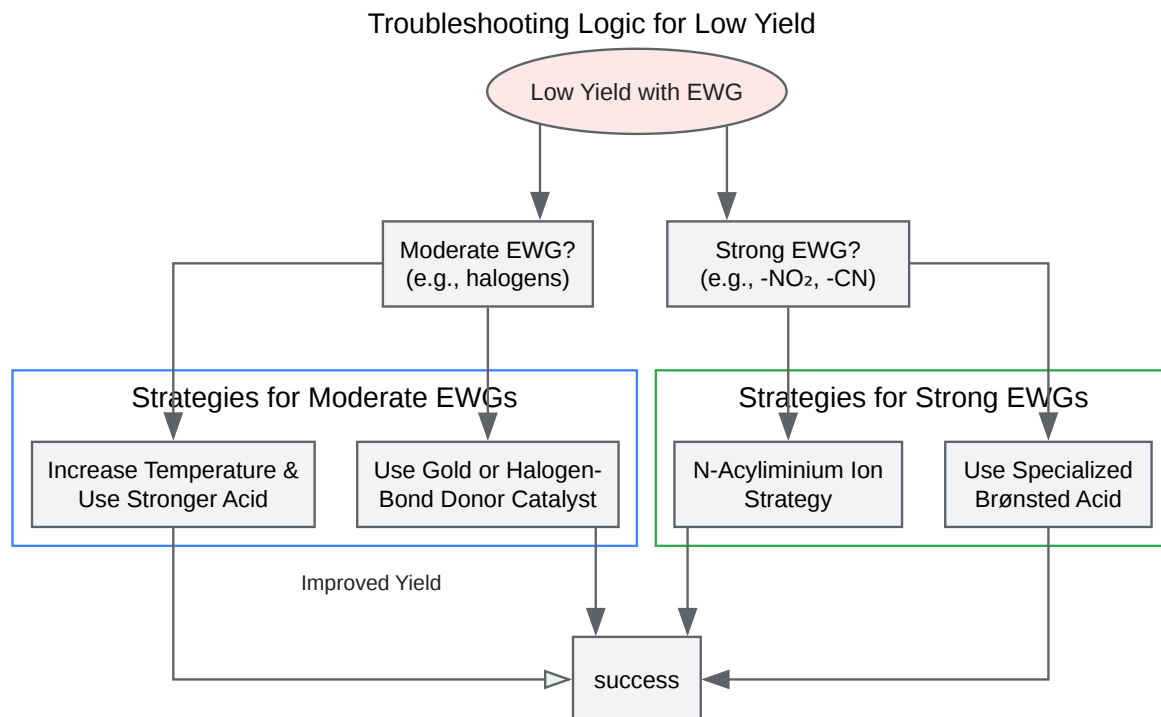 Troubleshooting Logic for Low Yield
Low Yield with EWG
Moderate EWG?
(e.g., halogens)
Strong EWG?
(e.g., -NO₂, -CN)
Strategies for Moderate EWGs
Increase Temperature &
Use Stronger Acid
Use Gold or Halogen-
Bond Donor Catalyst
Strategies for Strong EWGs
N-Acyliminium Ion
Strategy
Use Specialized
Brønsted Acid
Improved Yield
success